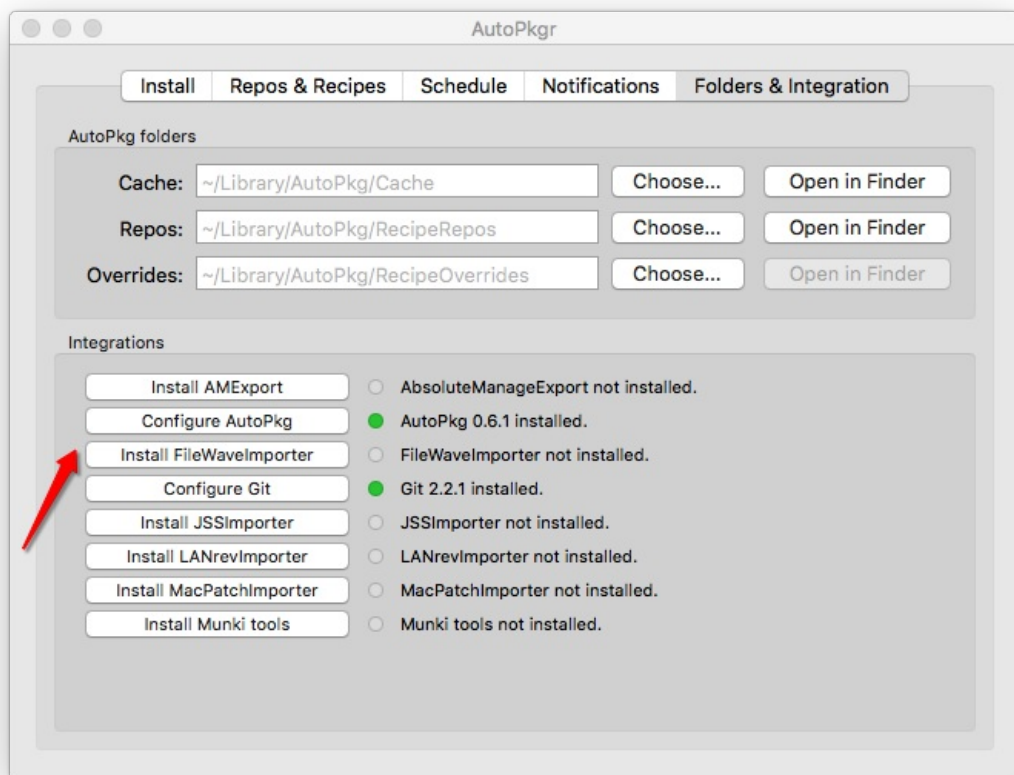 AutoPkgr
Install Repos & Recipes Schedule Notifications Folders & Integration
AutoPkg folders
Cache: ~/Library/AutoPkg/Cache Choose... Open in Finder
Repos: ~/Library/AutoPkg/RecipeRepos Choose... Open in Finder
Overrides: ~/Library/AutoPkg/RecipeOverrides Choose... Open in Finder
Integrations
Install AMExport AbsoluteManageExport not installed.
Configure AutoPkg AutoPkg 0.6.1 installed.
Install FileWaveImporter FileWaveImporter not installed.
Configure Git Git 2.2.1 installed.
Install JSSImporter JSSImporter not installed.
Install LANrevImporter LANrevImporter not installed.
Install MacPatchImporter MacPatchImporter not installed.
Install Munki tools Munki tools not installed.